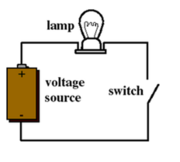 lamp
+
voltage
source
switch
-